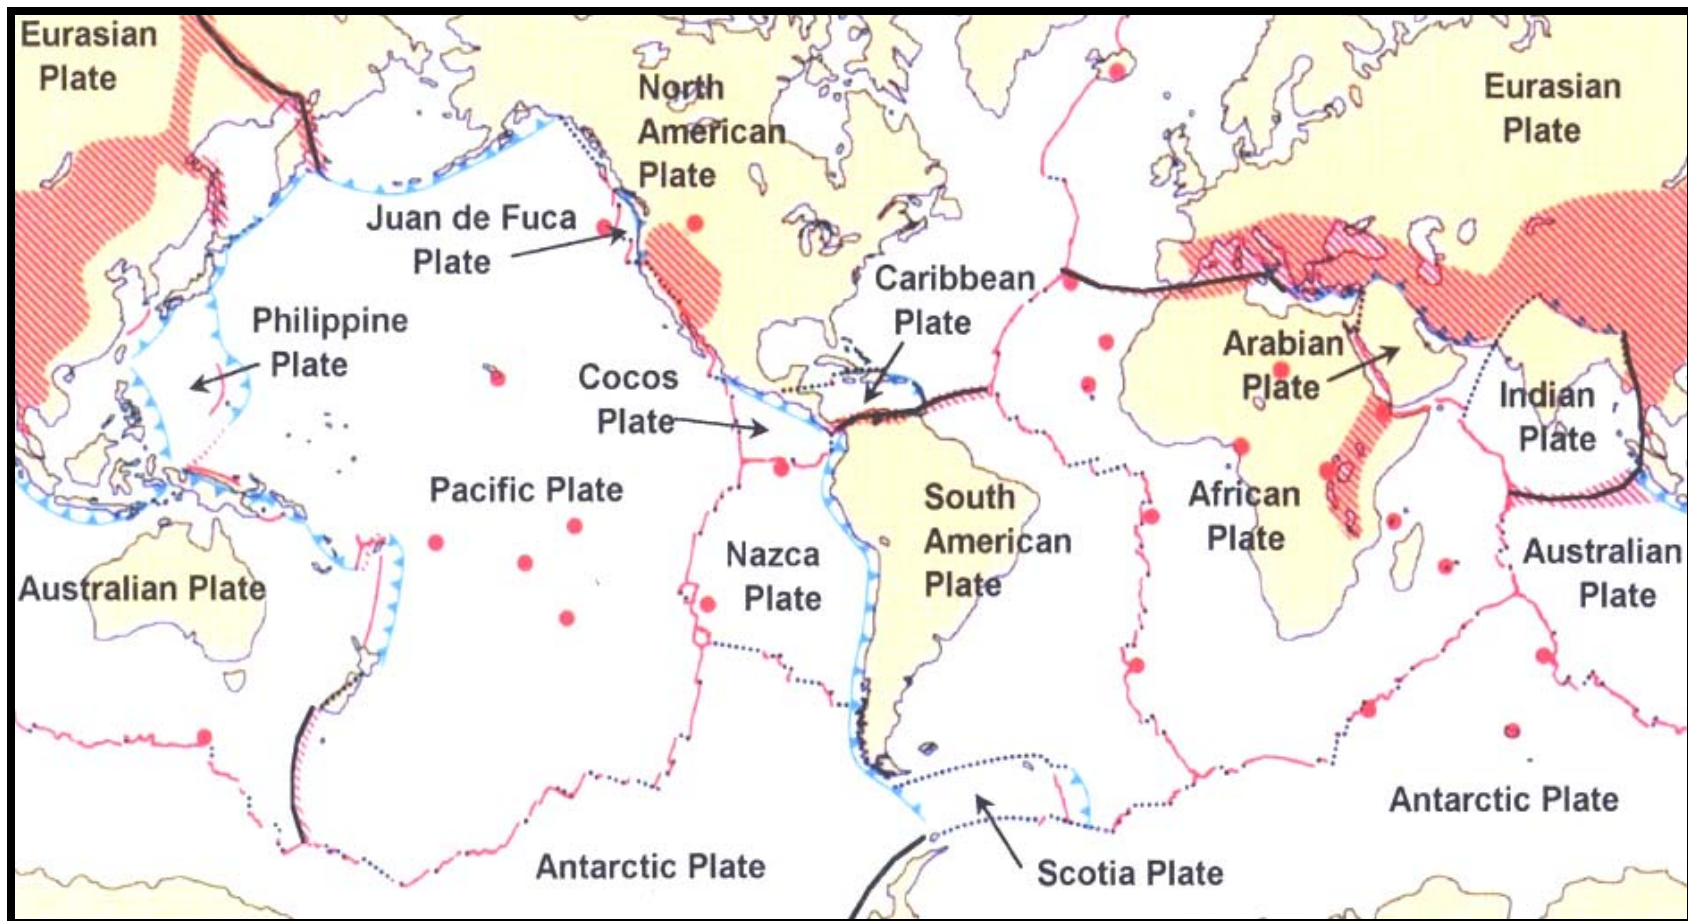 Eurasian
Plate
North
American
Plate
Eurasian
Plate
Juan de Fuca
Plate
Caribbean
Plate
Philippine
Plate
Arabian
Plate
Cocos
Plate
Indian
Plate
Pacific Plate
South
American
Plate
African
Plate
Nazca
Plate
Australian
Plate
Australian Plate
Antarctic Plate
Antarctic Plate
Scotia Plate